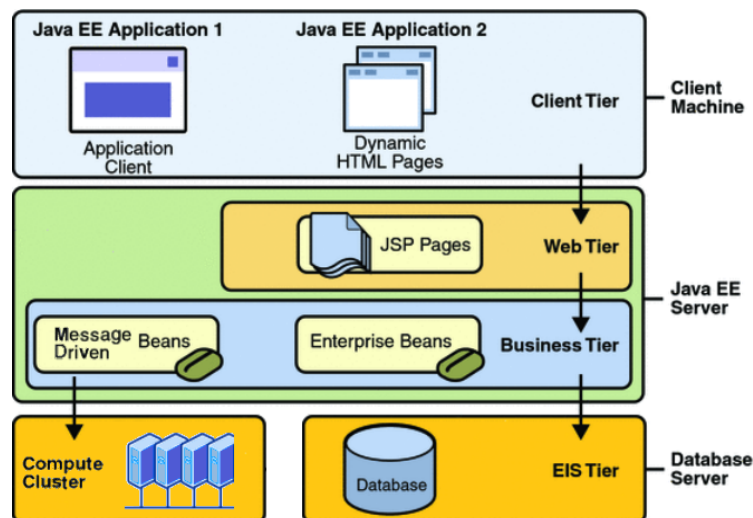 Java EE Application 1
Java EE Application 2
Application
Client
Dynamic
HTML Pages
Client Tier
Client
Machine
JSP Pages
Web Tier
Java EE
Server
Message
Driven
Beans
Enterprise Beans
Business Tier
Compute
Cluster
Database
EIS Tier
Database
Server